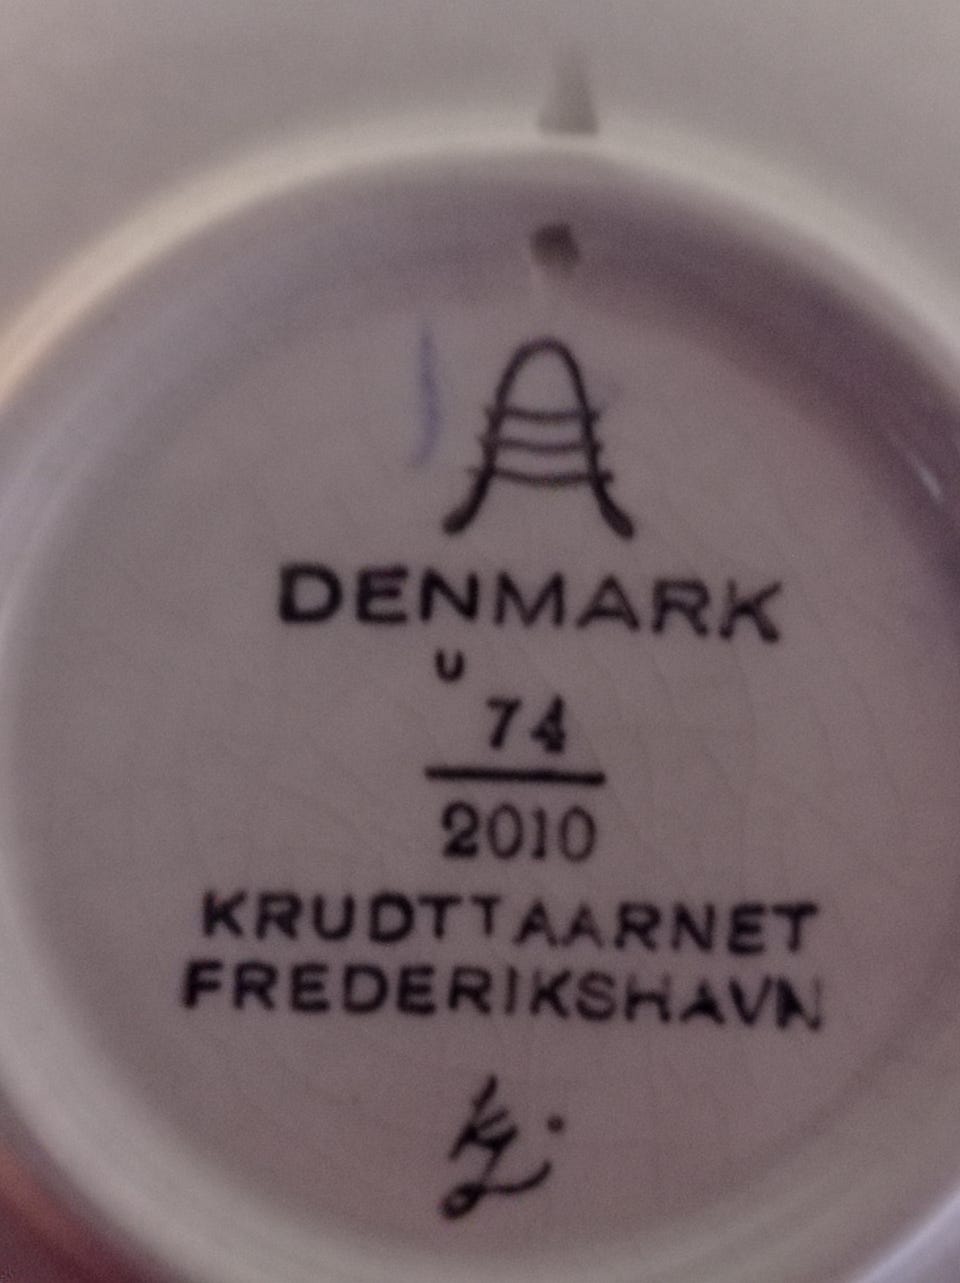 DENMARK
U
74
2010
KRUDTTAARNET
FREDERIKSHAVN